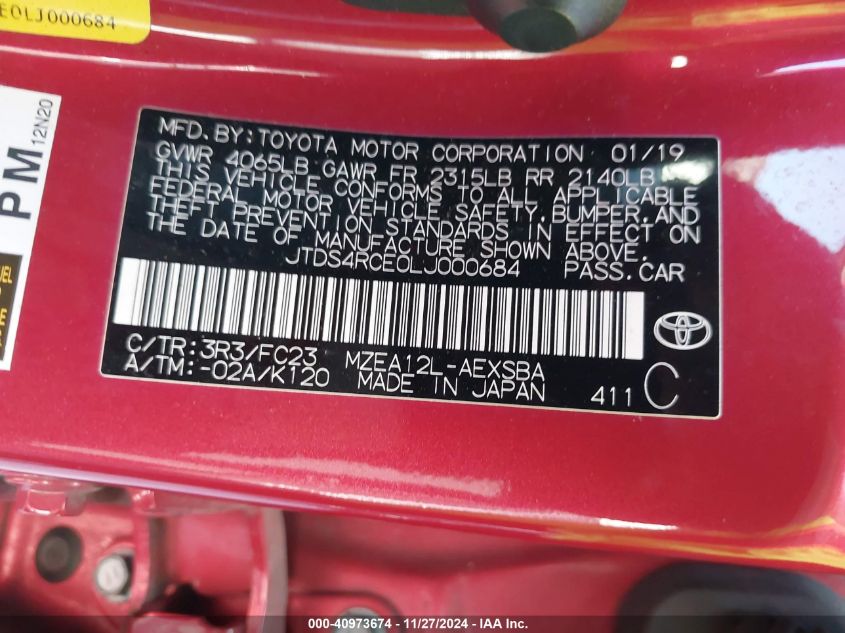 EOLJ000684
PM
12N20
MFD. BY: TOYOTA MOTOR CORPORATION 01/19
GVWR 4065LB GAWR FR 2315LB RR 2140LB
THIS VEHICLE CONFORMS TO ALL APPLICABLE
FEDERAL MOTOR VEHICLE SAFETY, BUMPER, AND
THEFT PREVENTION STANDARDS IN EFFECT ON
THE DATE OF MANUFACTURE SHOWN ABOVE.
JTDS4RCE0LJ000684 PASS. CAR
C/TR:3R3/FC23 MZEA12L-AEXSBA
A/TM:-02A/K120 MADE IN JAPAN 411 C
000-40973674 - 11/27/2024 - IAA Inc.